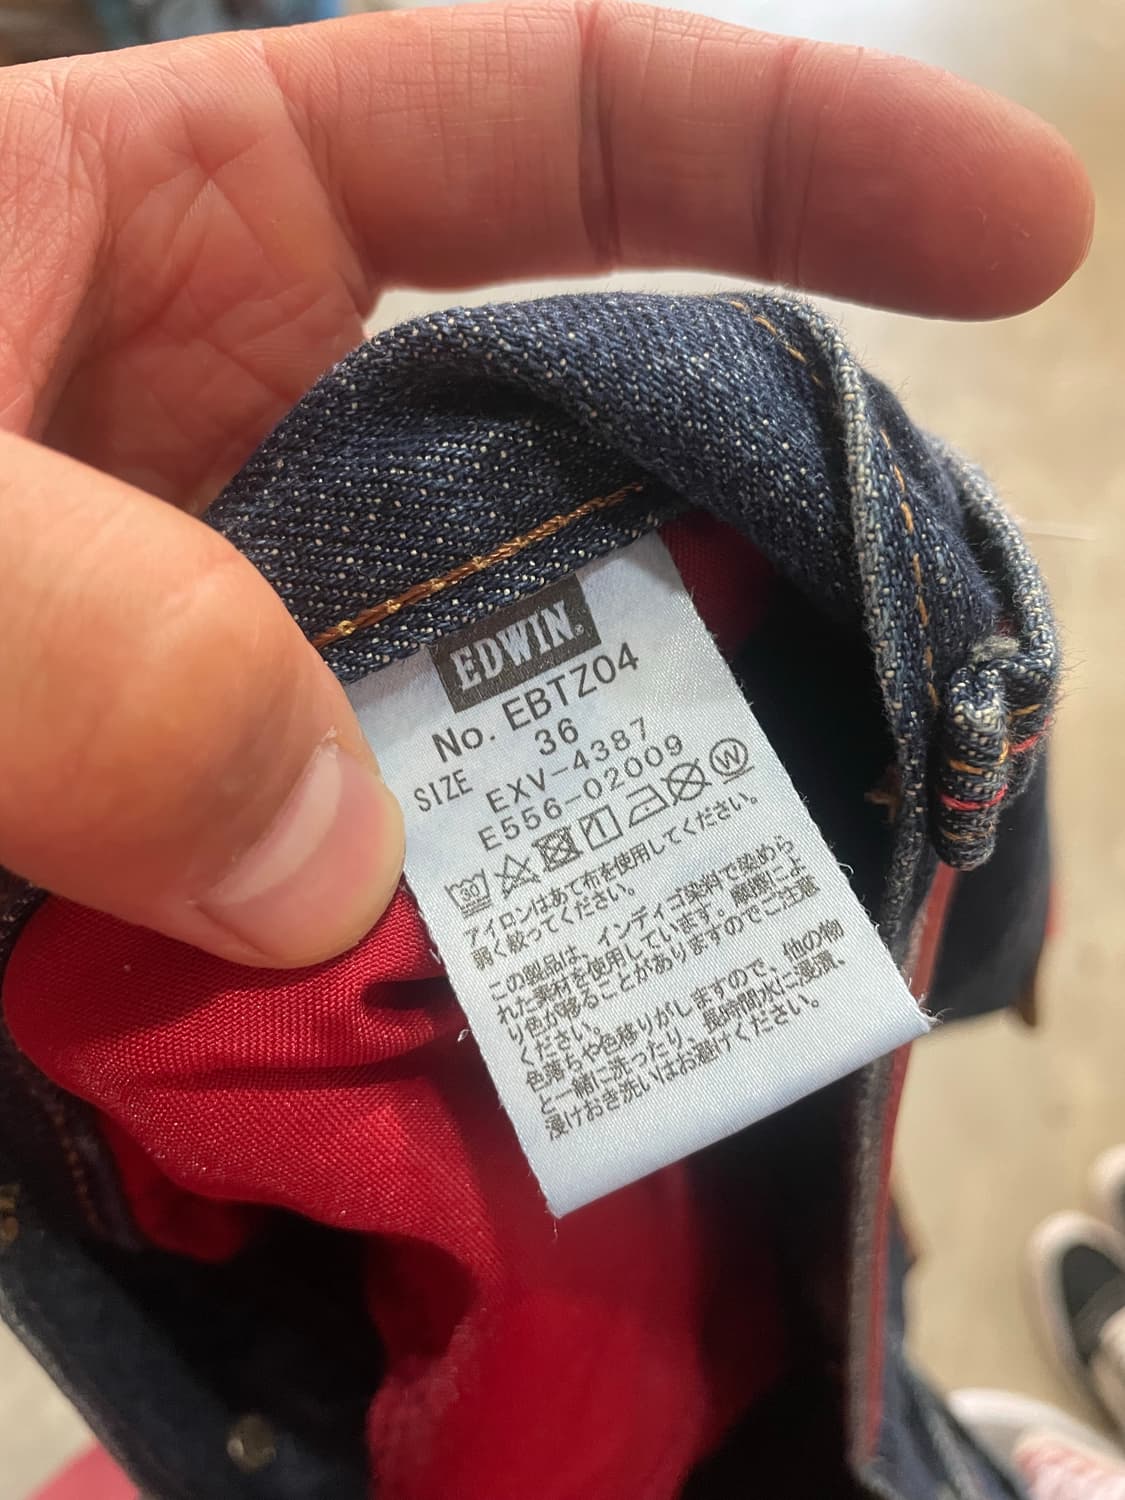 EDWIN®
No. EBTZ04
SIZE 36
EXV-4387
E556-02009
30 W
アイロンはあて布を使用してください。
弱く絞ってください。
この製品は、インディゴ染料で染めら
れた素材を使用しています。摩擦によ
り色が移ることがありますのでご注意
ください。
色落ちや色移りがしますので、他の物
と一緒に洗ったり、長時間水に浸漬、
浸けおき洗いはお避けください。